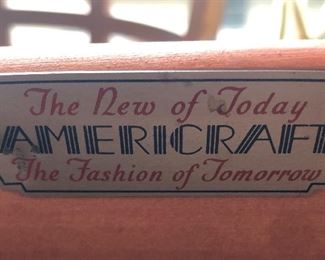 The New of Today
AMERICRAFT
The Fashion of Tomorrow